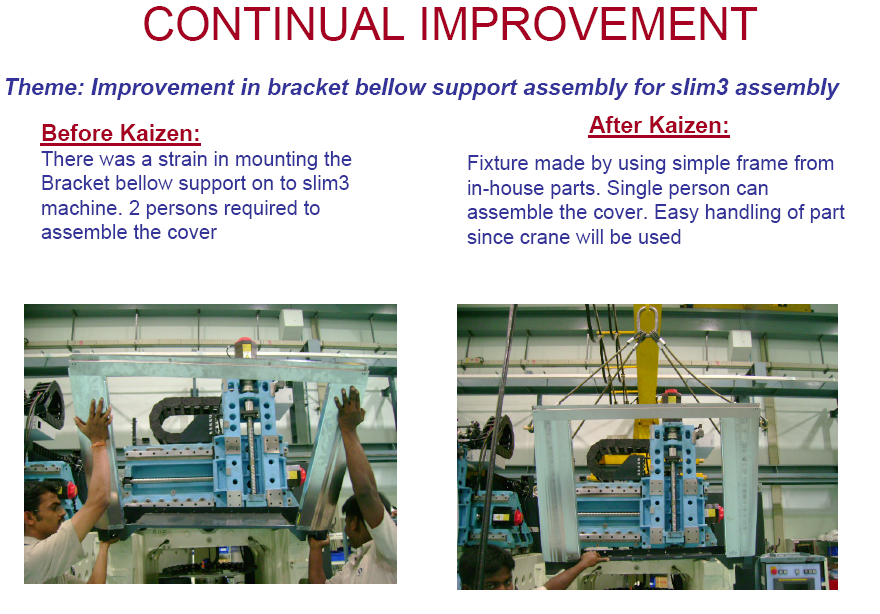 CONTINUAL IMPROVEMENT
Theme: Improvement in bracket bellow support assembly for slim3 assembly
Before Kaizen:
There was a strain in mounting the
Bracket bellow support on to slim3
machine. 2 persons required to
assemble the cover
After Kaizen:
Fixture made by using simple frame from
in-house parts. Single person can
assemble the cover. Easy handling of part
since crane will be used